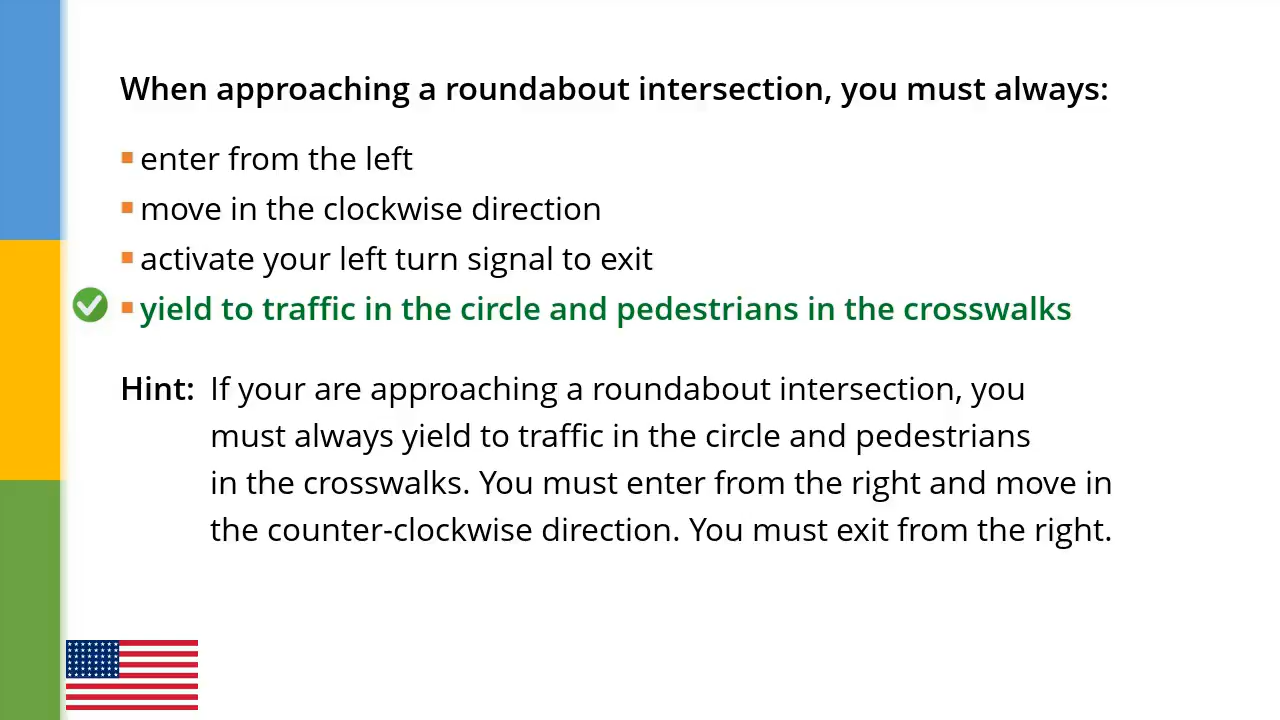 When approaching a roundabout intersection, you must always:
enter from the left
move in the clockwise direction
activate your left turn signal to exit
yield to traffic in the circle and pedestrians in the crosswalks
Hint: If your are approaching a roundabout intersection, you
must always yield to traffic in the circle and pedestrians
in the crosswalks. You must enter from the right and move in
the counter-clockwise direction. You must exit from the right.